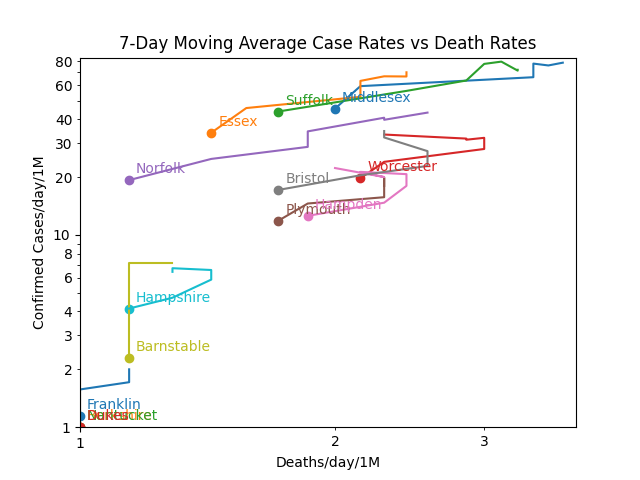 7-Day Moving Average Case Rates vs Death Rates
80
60
Suffolk
Middlesex
Essex
40
30
Norfolk
Worcester
20
Bristol
Plymouth
Hampden
10
8
6
Hampshire
4
3
Barnstable
2
Franklin
Dukes
1
1
2
3
Confirmed Cases/day/1M
Deaths/day/1M